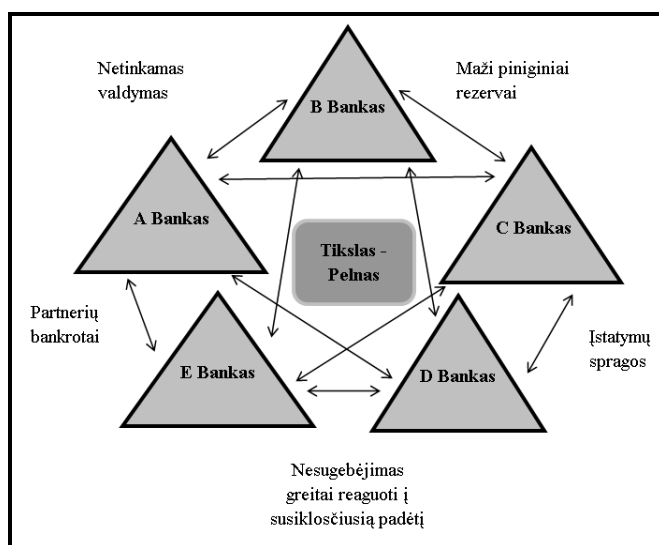 Netinkamas
valdymas
Maži piniginiai
rezervai
B Bankas
A Bankas
C Bankas
Tikslas -
Pelnas
Partnerių
bankrotai
Įstatymų
spragos
E Bankas
D Bankas
Nesugebėjimas
greitai reaguoti į
susiklosčiusią padėtį